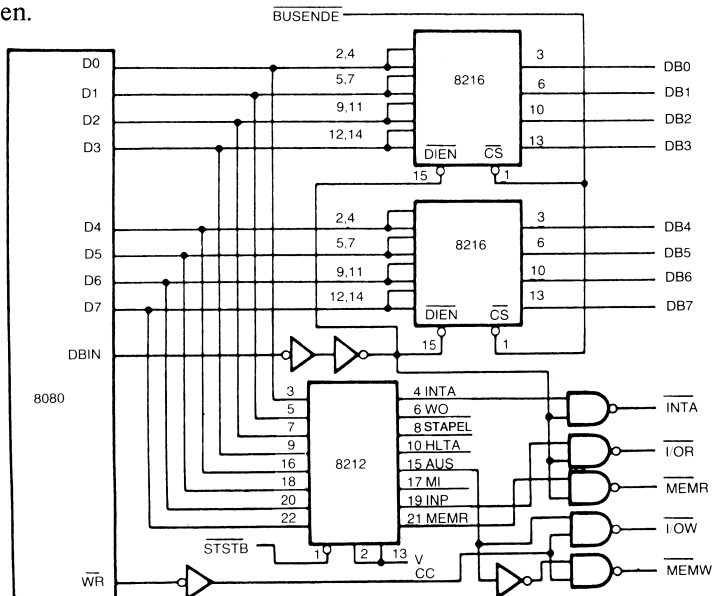 en.
BUSENDE
D0
D1
D2
D3
2,4
5,7
9,11
12,14
8216
DIEN
CS
15
1
3
6
10
13
DB0
DB1
DB2
DB3
D4
D5
D6
D7
2,4
5,7
9,11
12,14
8216
DIEN
CS
15
1
3
6
10
13
DB4
DB5
DB6
DB7
DBIN
8080
3
5
7
9
16
18
20
22
8212
4 INTA
6 WO
8 STAPEL
10 HLTA
15 AUS
17 MI
19 INP
21 MEMR
STSTB
1
2
13
V
CC
WR
INTA
I/OR
MEMR
I/OW
MEMW